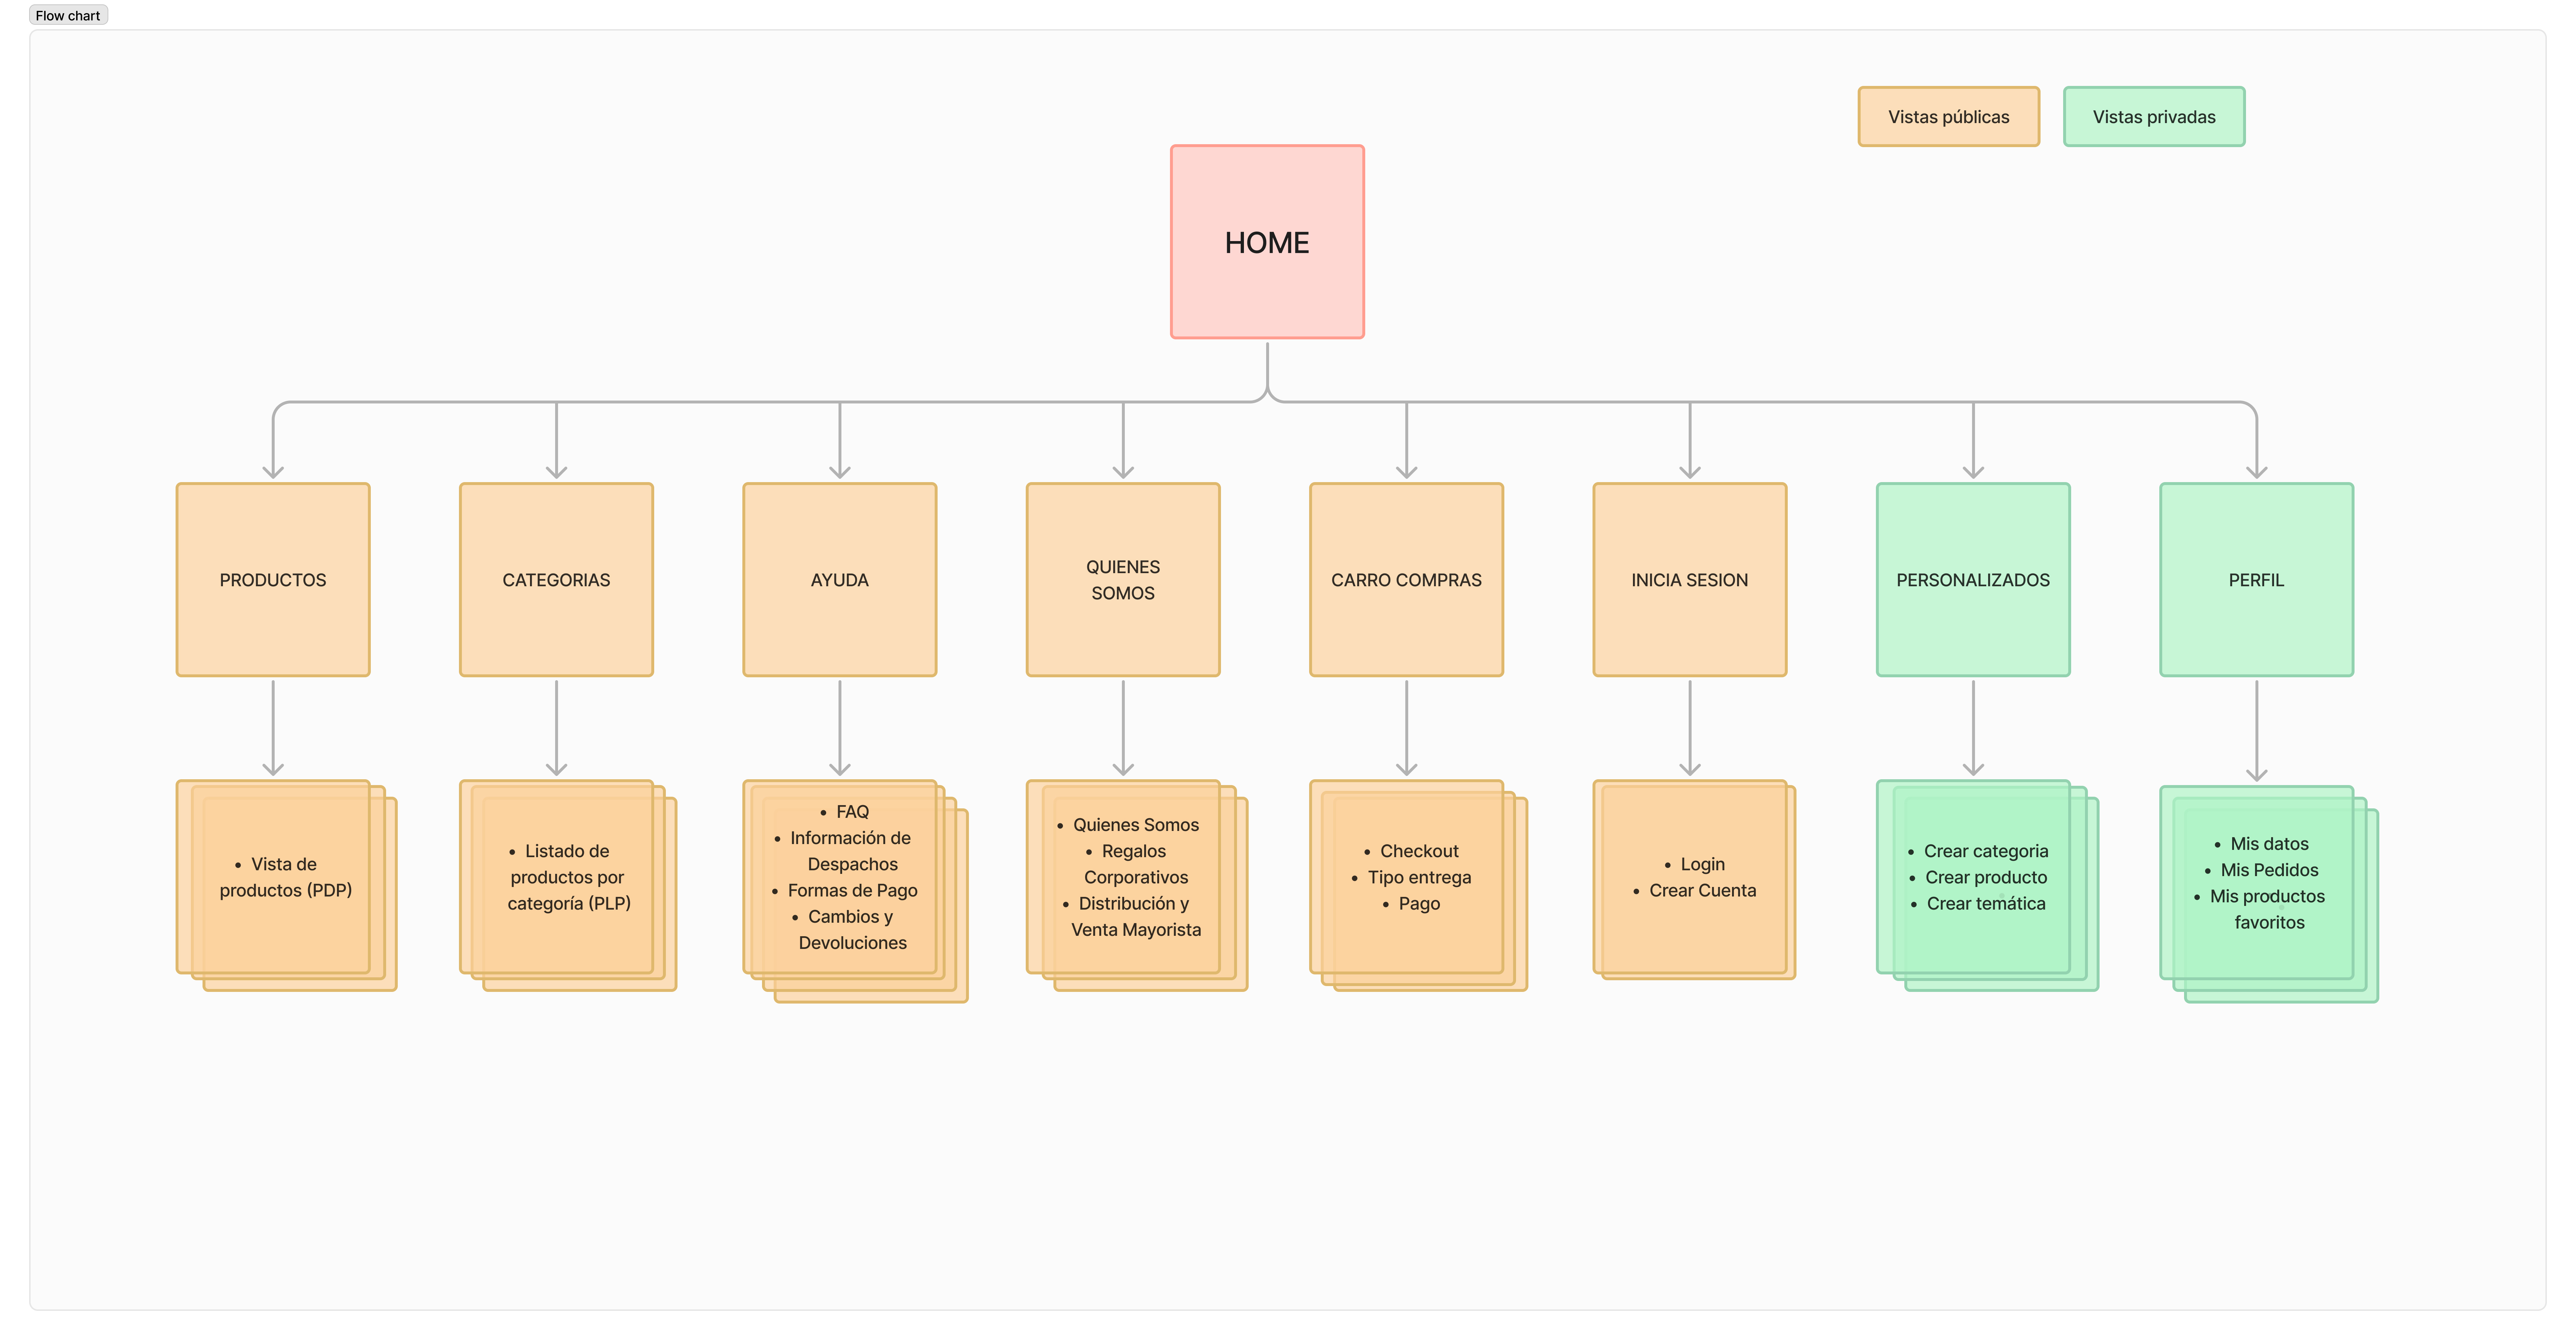 Flow chart
Vistas públicas
Vistas privadas
HOME
PRODUCTOS
CATEGORIAS
AYUDA
QUIENES
SOMOS
CARRO COMPRAS
INICIA SESION
PERSONALIZADOS
PERFIL
• Vista de
productos (PDP)
• Listado de
productos por
categoría (PLP)
• FAQ
• Información de
Despachos
• Formas de Pago
• Cambios y
Devoluciones
• Quienes Somos
• Regalos
Corporativos
• Distribución y
Venta Mayorista
• Checkout
• Tipo entrega
• Pago
• Login
• Crear Cuenta
• Crear categoria
• Crear producto
• Crear temática
• Mis datos
• Mis Pedidos
• Mis productos
favoritos